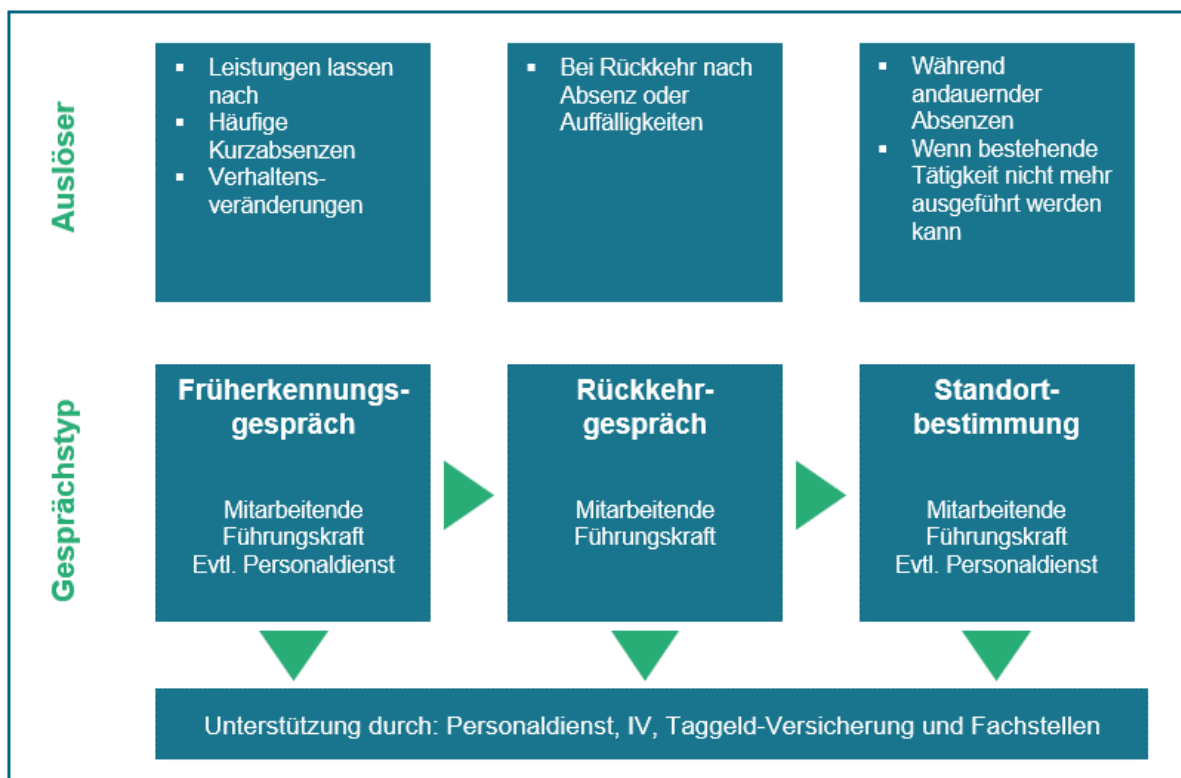 Auslöser
▪ Leistungen lassen
nach
▪ Häufige
Kurzabsenzen
▪ Verhaltens-
veränderungen
▪ Bei Rückkehr nach
Absenz oder
Auffälligkeiten
▪ Während
andauernder
Absenzen
▪ Wenn bestehende
Tätigkeit nicht mehr
ausgeführt werden
kann
Gesprächstyp
Früherkennungs-
gespräch
Mitarbeitende
Führungskraft
Evtl. Personaldienst
Rückkehr-
gespräch
Mitarbeitende
Führungskraft
Standort-
bestimmung
Mitarbeitende
Führungskraft
Evtl. Personaldienst
Unterstützung durch: Personaldienst, IV, Taggeld-Versicherung und Fachstellen